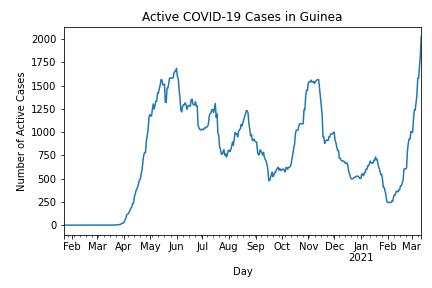 Active COVID-19 Cases in Guinea
Number of Active Cases
2000
1750
1500
1250
1000
750
500
250
0
Feb Mar Apr May Jun Jul Aug Sep Oct Nov Dec Jan Feb Mar
2021
Day